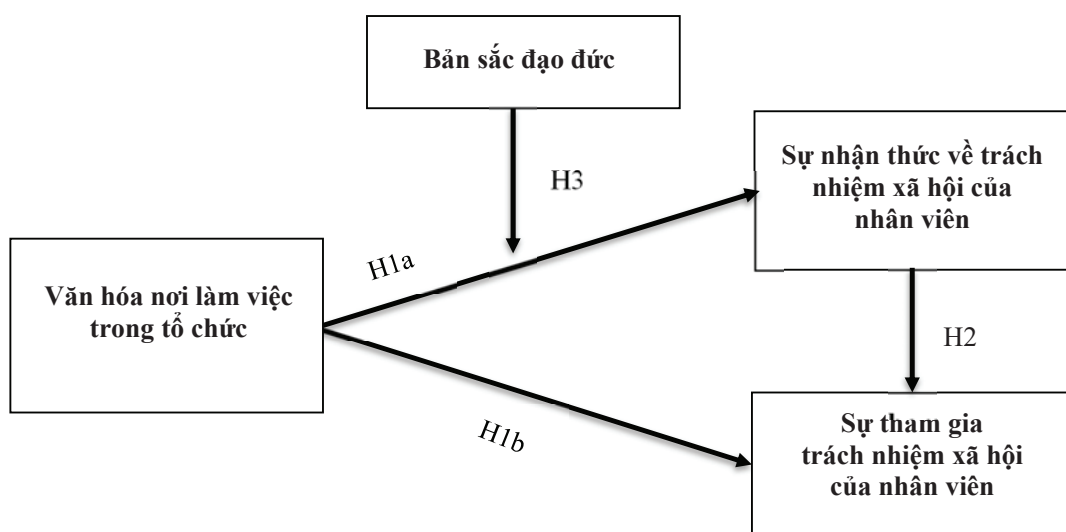 Bản sắc đạo đức
Sự nhận thức về trách
nhiệm xã hội của
nhân viên
H3
H1a
Văn hóa nơi làm việc
trong tổ chức
H2
H1b
Sự tham gia
trách nhiệm xã hội
của nhân viên